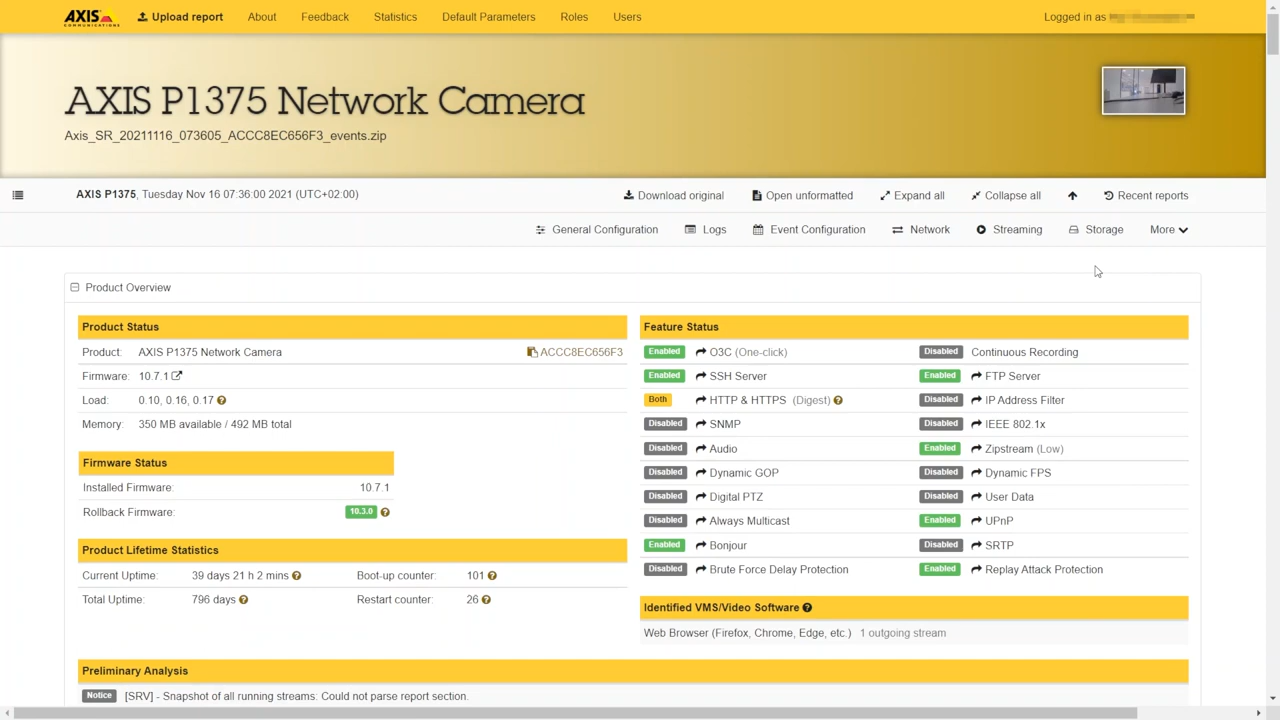 AXIS COMMUNICATIONS Upload report About Feedback Statistics Default Parameters Roles Users Logged in as
AXIS P1375 Network Camera
Axis_SR_20211116_073605_ACCC8EC656F3_events.zip
AXIS P1375, Tuesday Nov 16 07:36:00 2021 (UTC+02:00) Download original Open unformatted Expand all Collapse all Recent reports
General Configuration Logs Event Configuration Network Streaming Storage More
Product Overview
Product Status
Product: AXIS P1375 Network Camera ACCC8EC656F3
Firmware: 10.7.1
Load: 0.10, 0.16, 0.17
Memory: 350 MB available / 492 MB total
Firmware Status
Installed Firmware: 10.7.1
Rollback Firmware: 10.3.0
Product Lifetime Statistics
Current Uptime: 39 days 21 h 2 mins Boot-up counter: 101
Total Uptime: 796 days Restart counter: 26
Feature Status
Enabled O3C (One-click) Disabled Continuous Recording
Enabled SSH Server Enabled FTP Server
Both HTTP & HTTPS (Digest) Disabled IP Address Filter
Disabled SNMP Disabled IEEE 802.1x
Disabled Audio Enabled Zipstream (Low)
Disabled Dynamic GOP Disabled Dynamic FPS
Disabled Digital PTZ Disabled User Data
Disabled Always Multicast Enabled UPnP
Enabled Bonjour Disabled SRTP
Disabled Brute Force Delay Protection Enabled Replay Attack Protection
Identified VMS/Video Software
Web Browser (Firefox, Chrome, Edge, etc.) 1 outgoing stream
Preliminary Analysis
Notice [SRV] - Snapshot of all running streams: Could not parse report section.